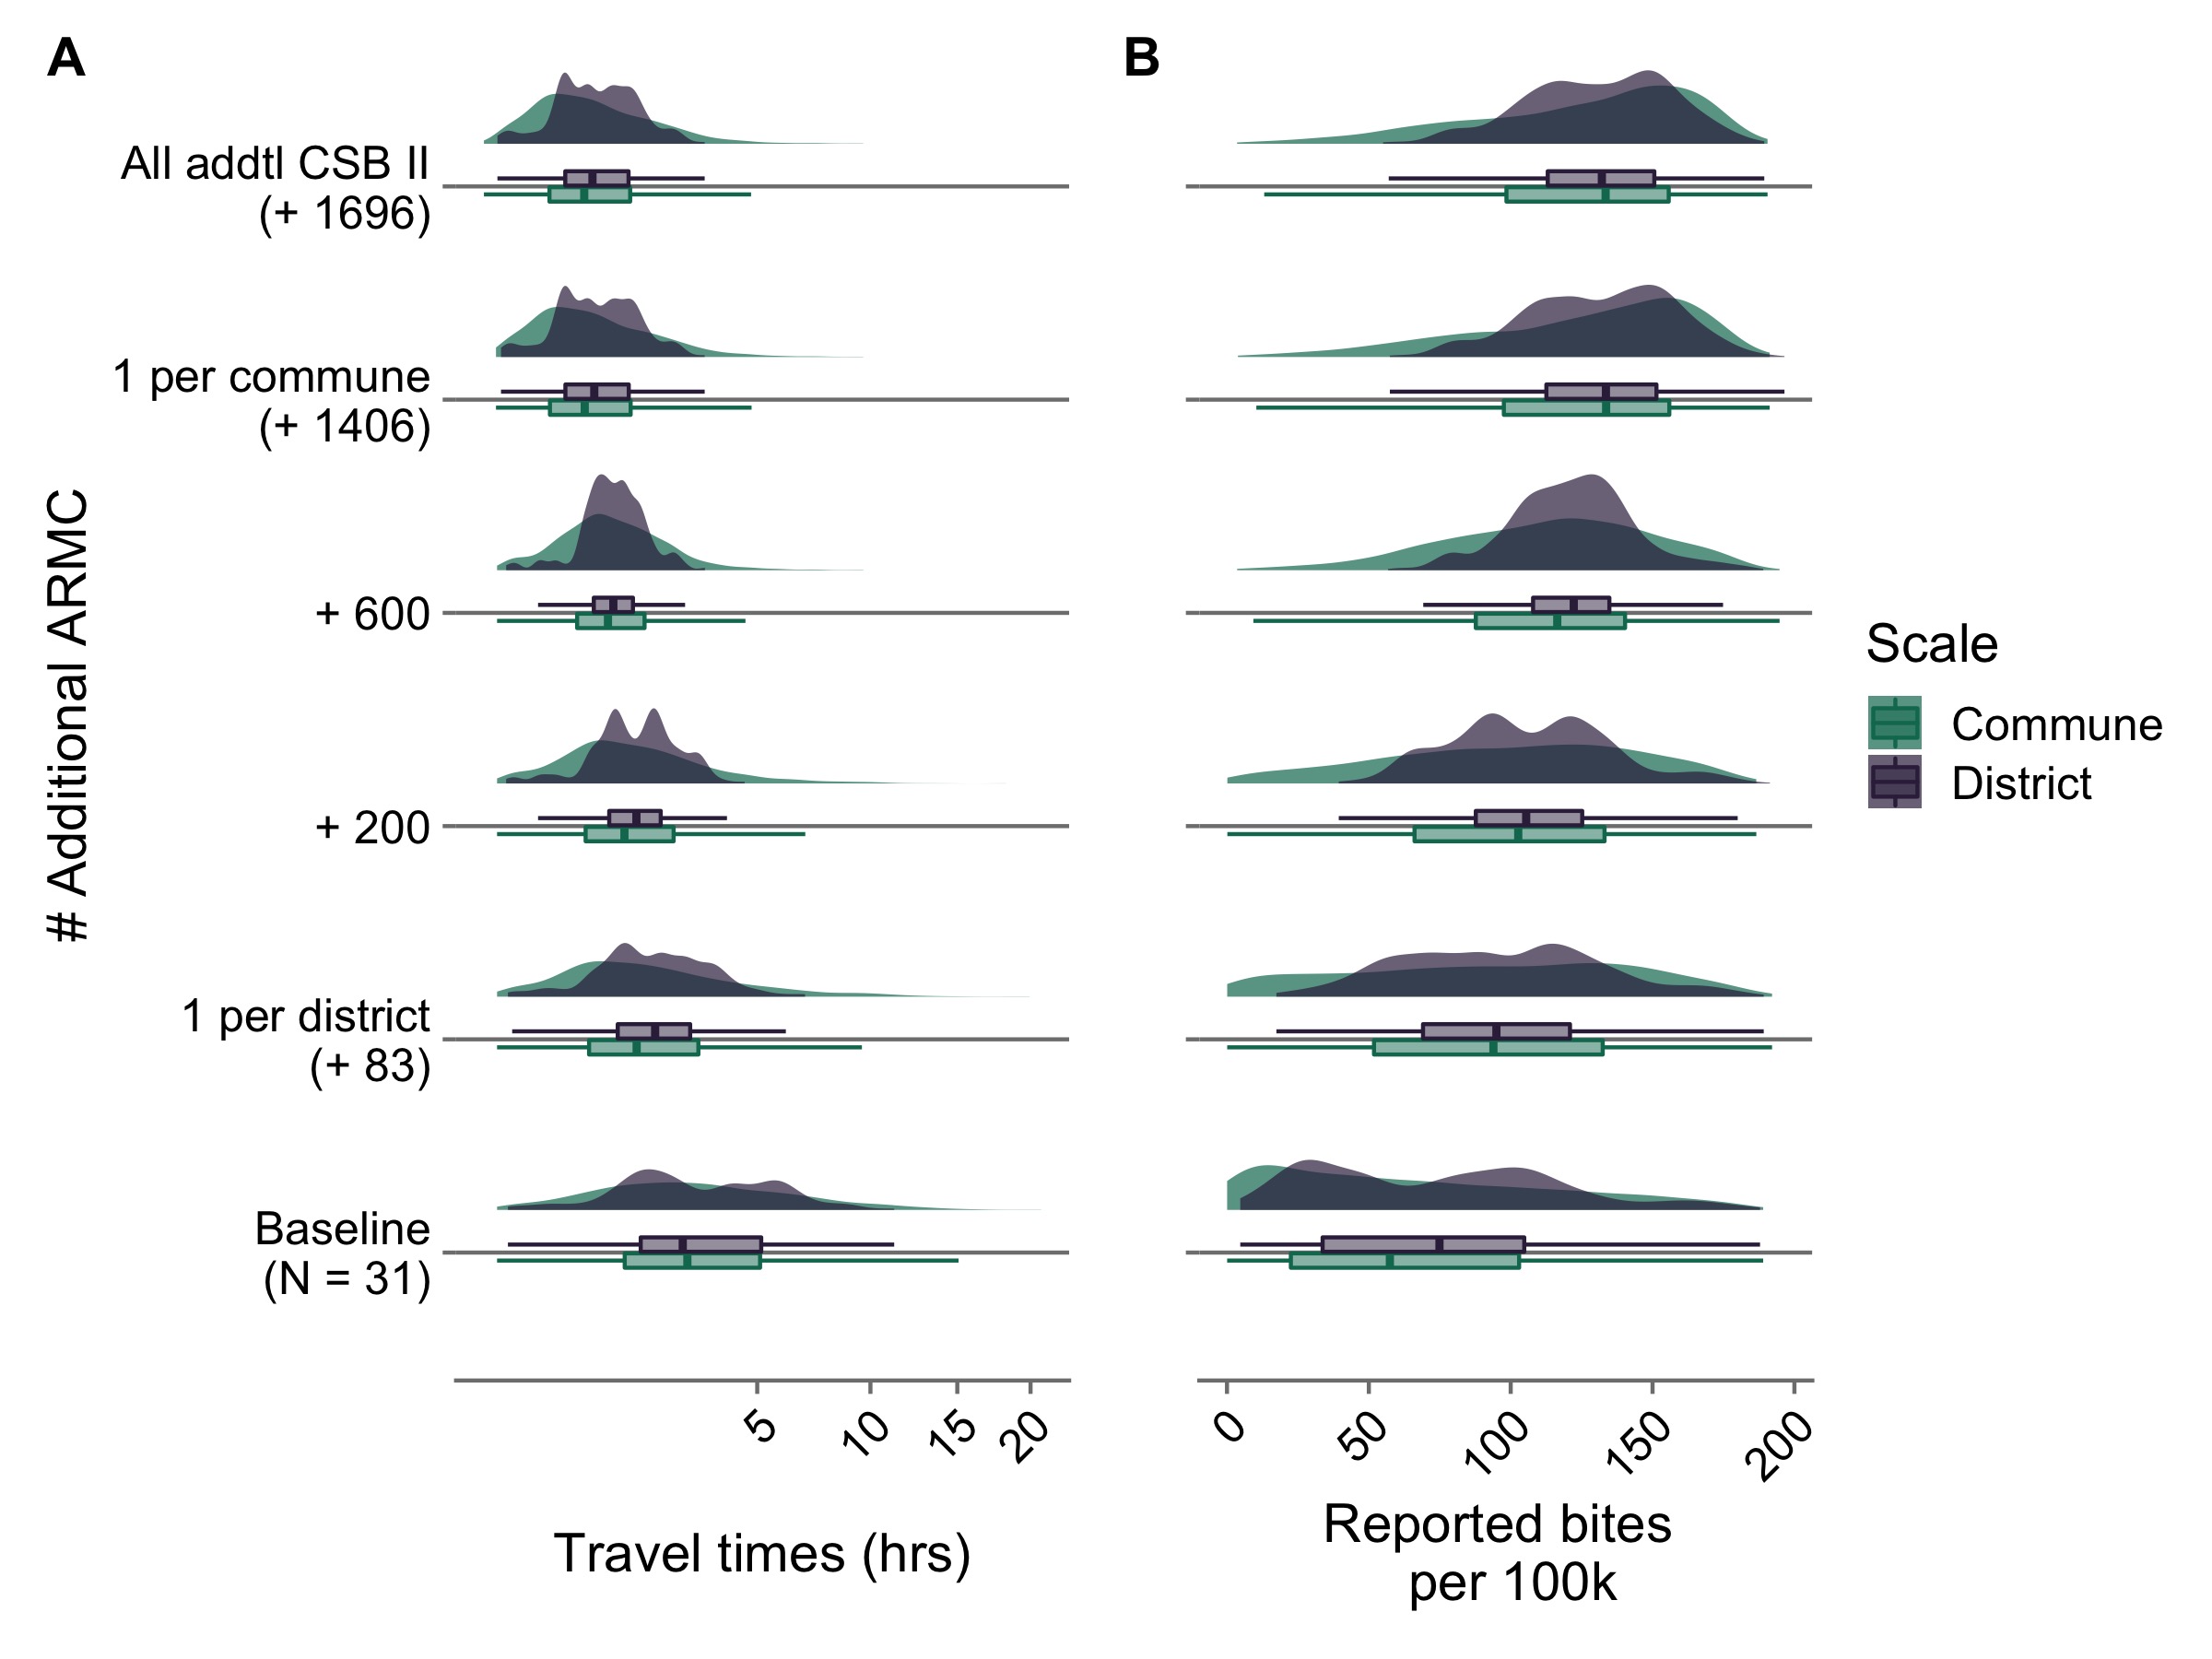 A
B
# Additional ARMC
All addtl CSB II
(+ 1696)
1 per commune
(+ 1406)
+ 600
+ 200
1 per district
(+ 83)
Baseline
(N = 31)
5
10
15
20
Travel times (hrs)
0
50
100
150
200
Reported bites
per 100k
Scale
Commune
District